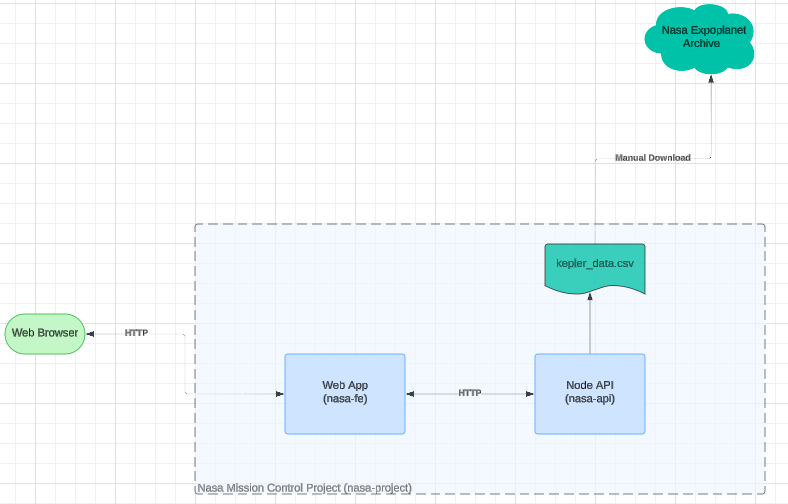 Nasa Expoplanet
Archive
Manual Download
kepler_data.csv
Web Browser
HTTP
Web App
(nasa-fe)
HTTP
Node API
(nasa-api)
Nasa Mission Control Project (nasa-project)